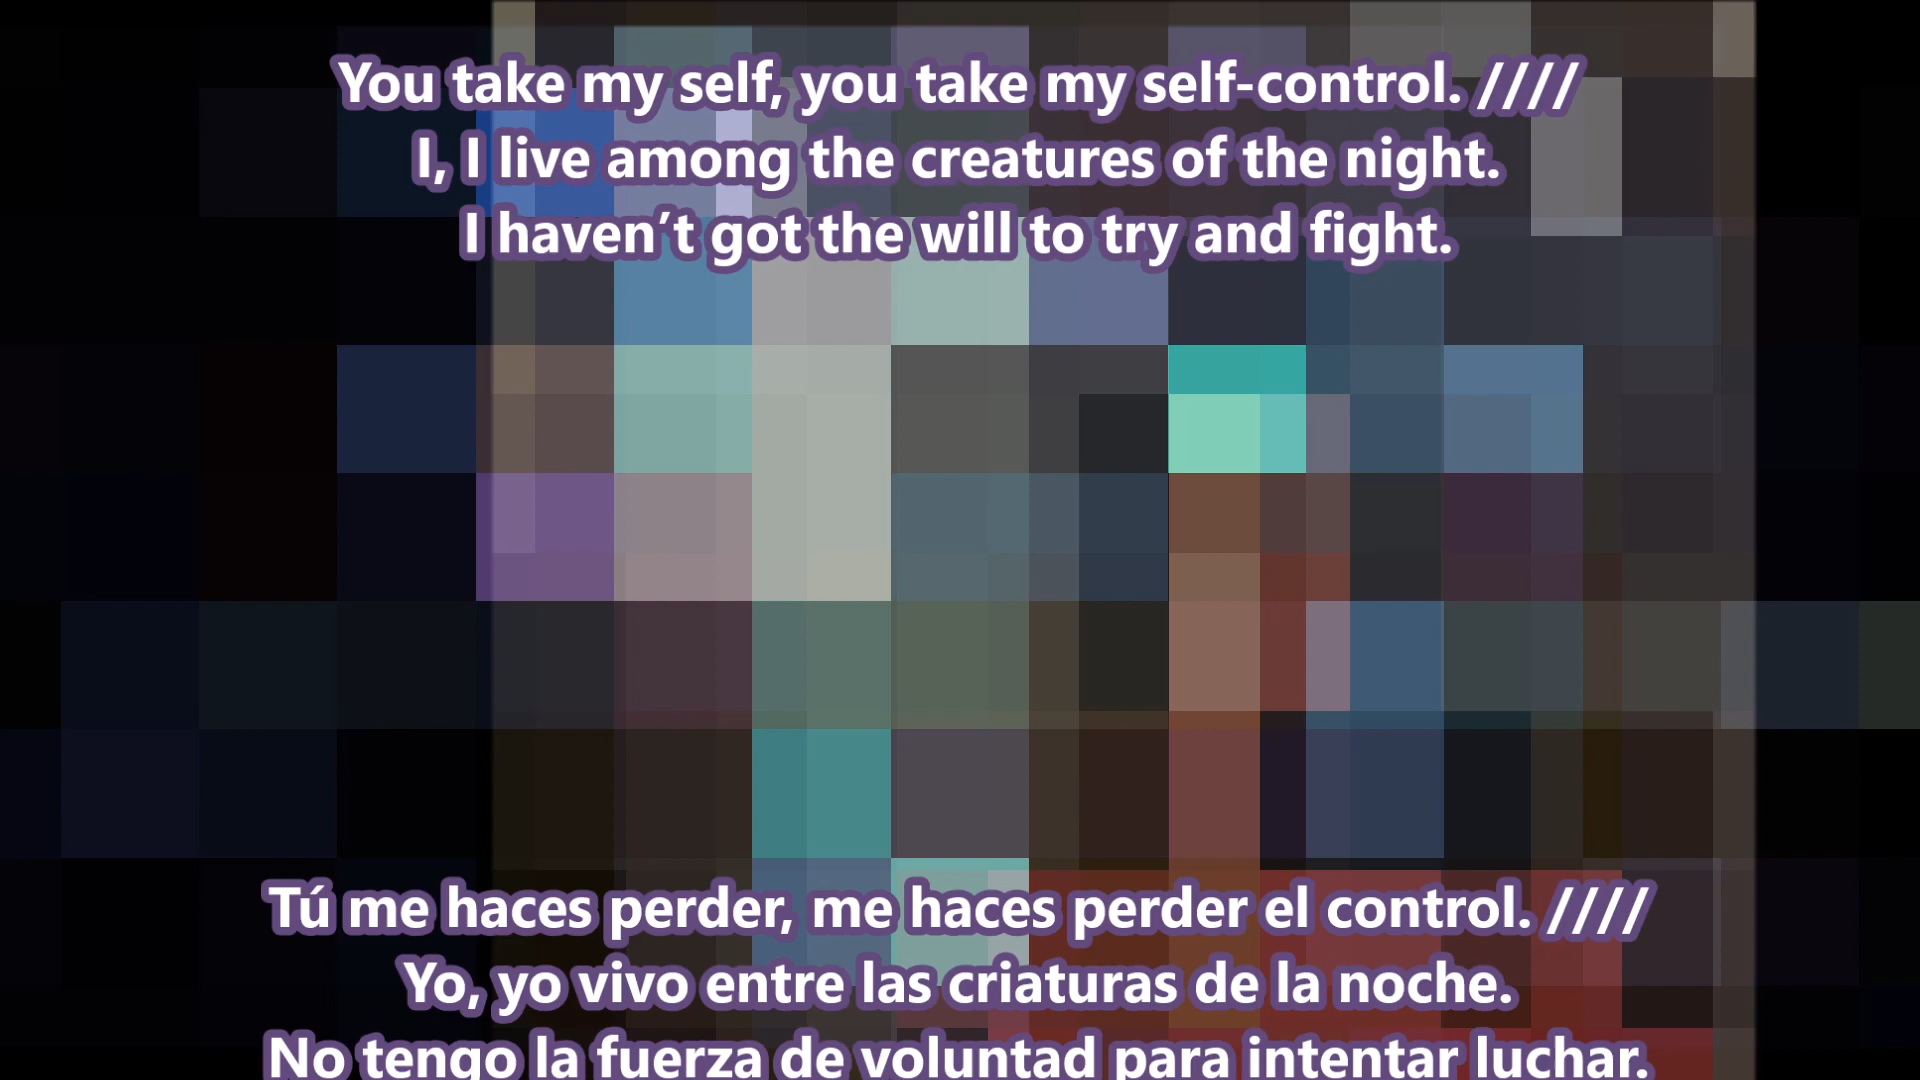 You take my self, you take my self-control. ////
I, I live among the creatures of the night.
I haven’t got the will to try and fight.
Tú me haces perder, me haces perder el control. ////
Yo, yo vivo entre las criaturas de la noche.
No tengo la fuerza de voluntad para intentar luchar.